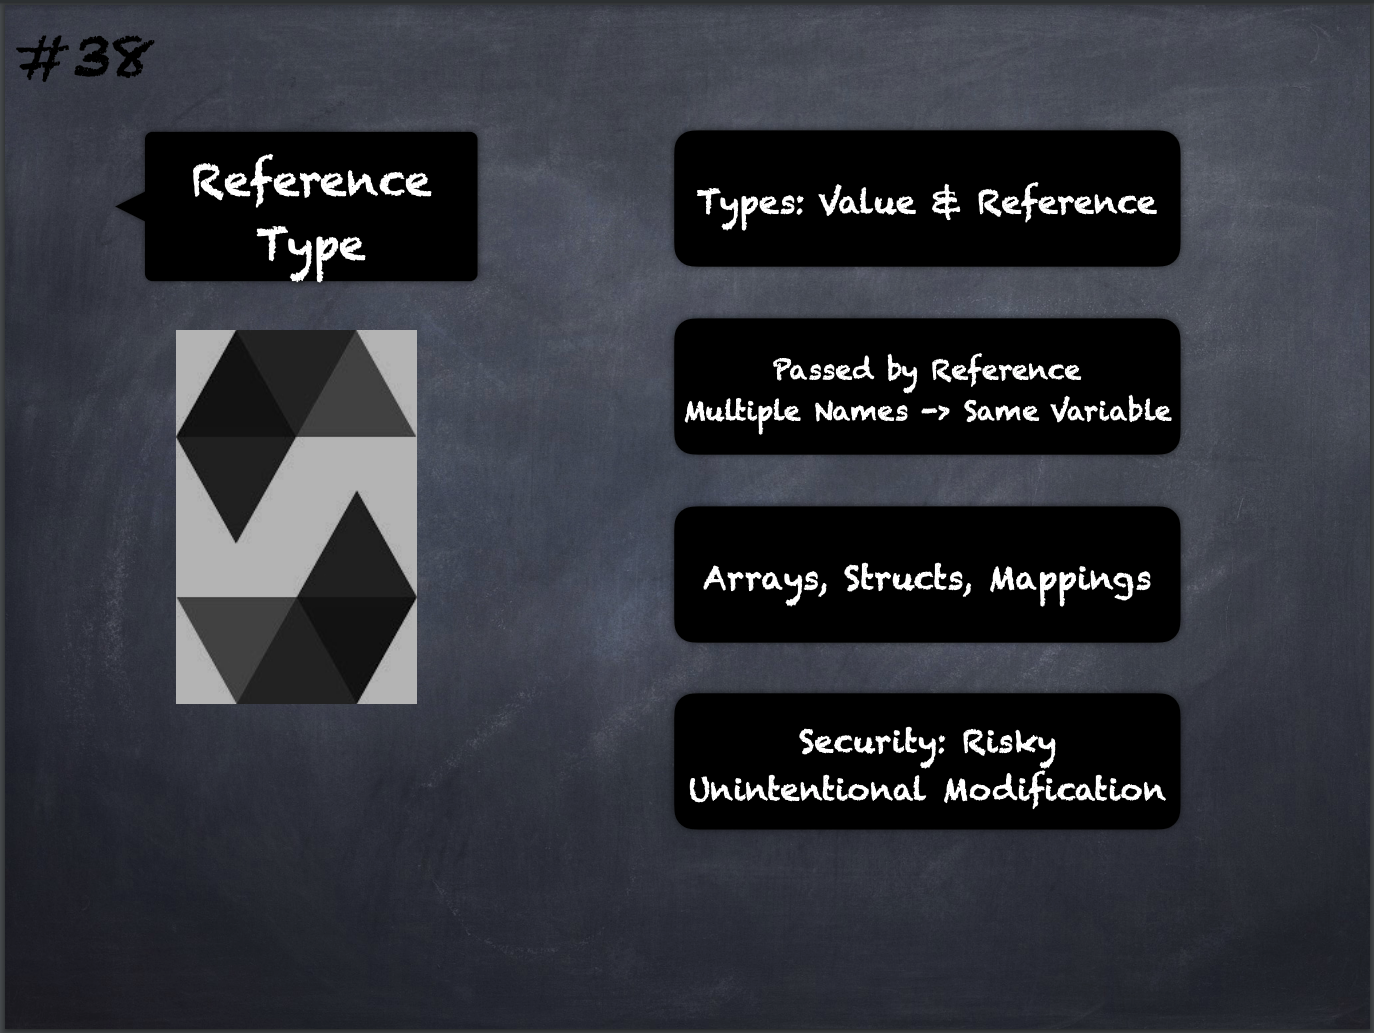 #38
Reference
Type
Types: Value & Reference
Passed by Reference
Multiple Names -> Same Variable
Arrays, Structs, Mappings
Security: Risky
Unintentional Modification